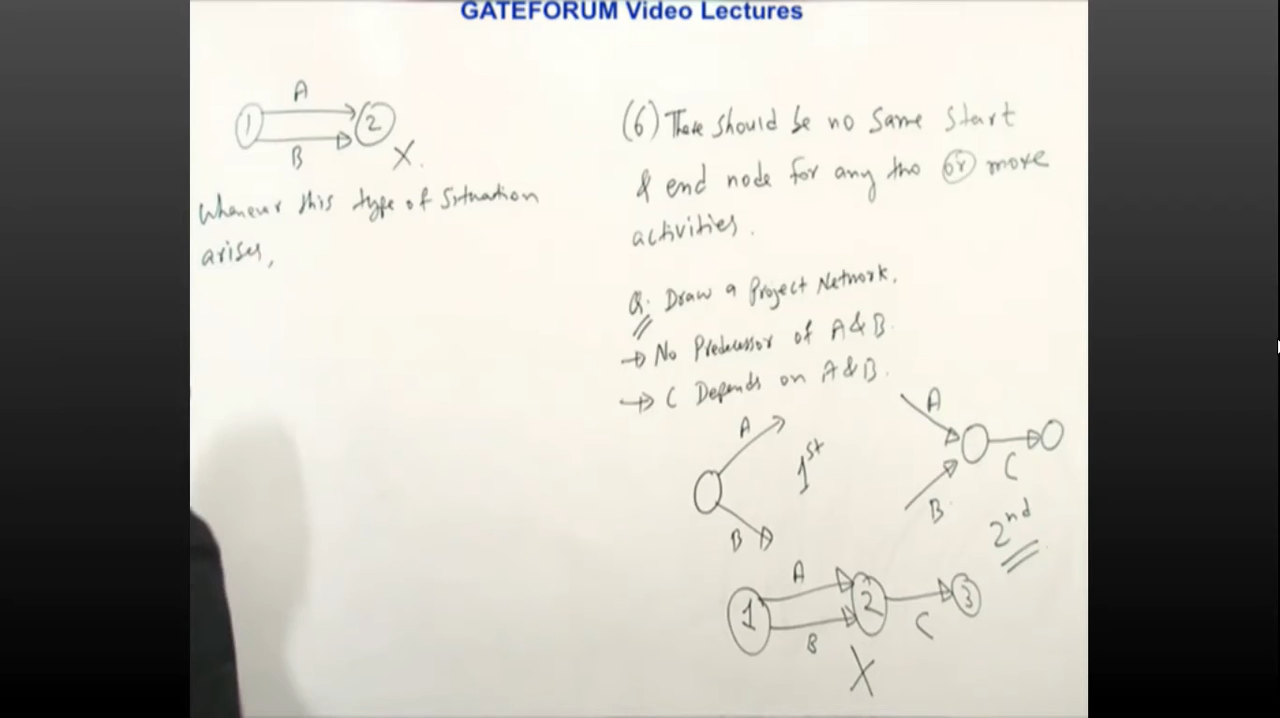 GATEFORUM Video Lectures
A
1
2
B
X.
Whenever this type of Situation
arises,
(6) There should be no Same Start
& end node for any two or more
activities.
Q. Draw a Project Network.
→ No Predecessor of A & B.
→ C Depends on A & B.
A
1st
B
A
B
C
2nd
A
1
2
3
B
C
X